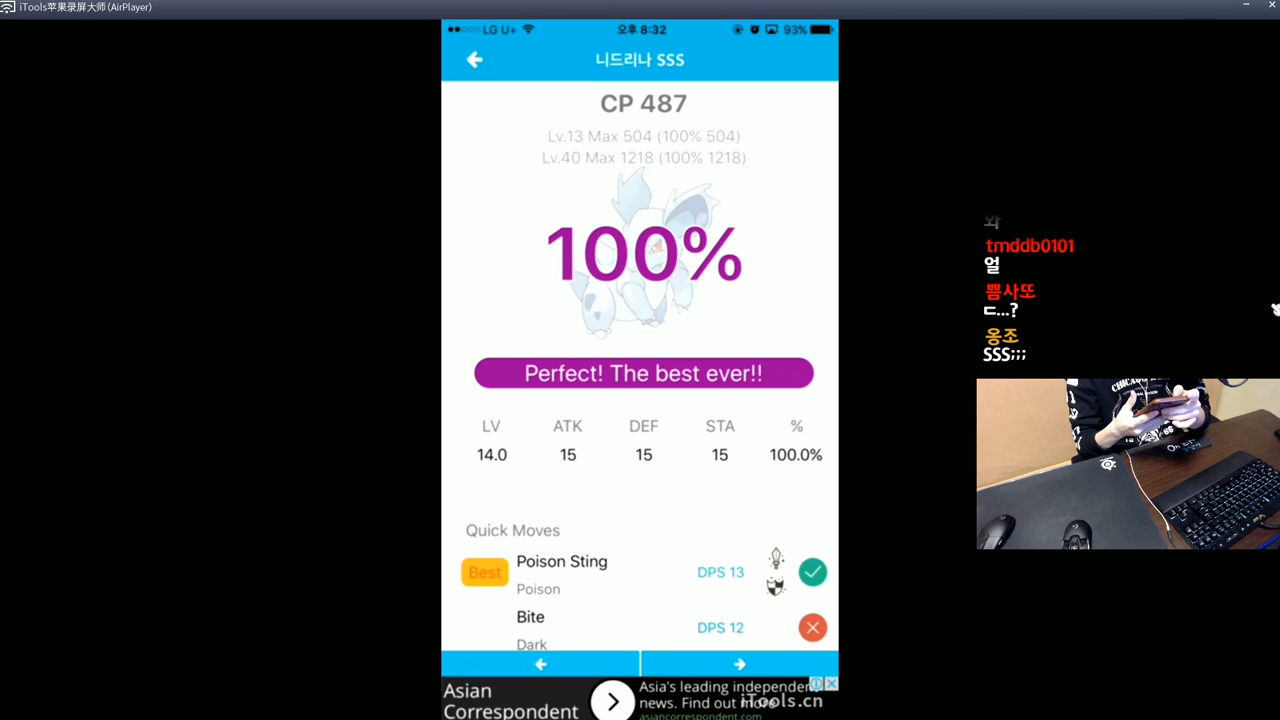 iTools苹果录屏大师(AirPlayer)
LG U+
오후 8:32
93%
니드리나 SSS
CP 487
Lv.13 Max 504 (100% 504)
Lv.40 Max 1218 (100% 1218)
100%
Perfect! The best ever!!
LV ATK DEF STA %
14.0 15 15 15 100.0%
Quick Moves
Best
Poison Sting
Poison
DPS 13
Bite
Dark
DPS 12
Asian
Correspondent
Asia's leading independent
news. Find out more
asiancorrespondent.com
iTools.cn
와
tmddb0101
얼
쁨사또
ㄷ...?
옹조
SSS;;;